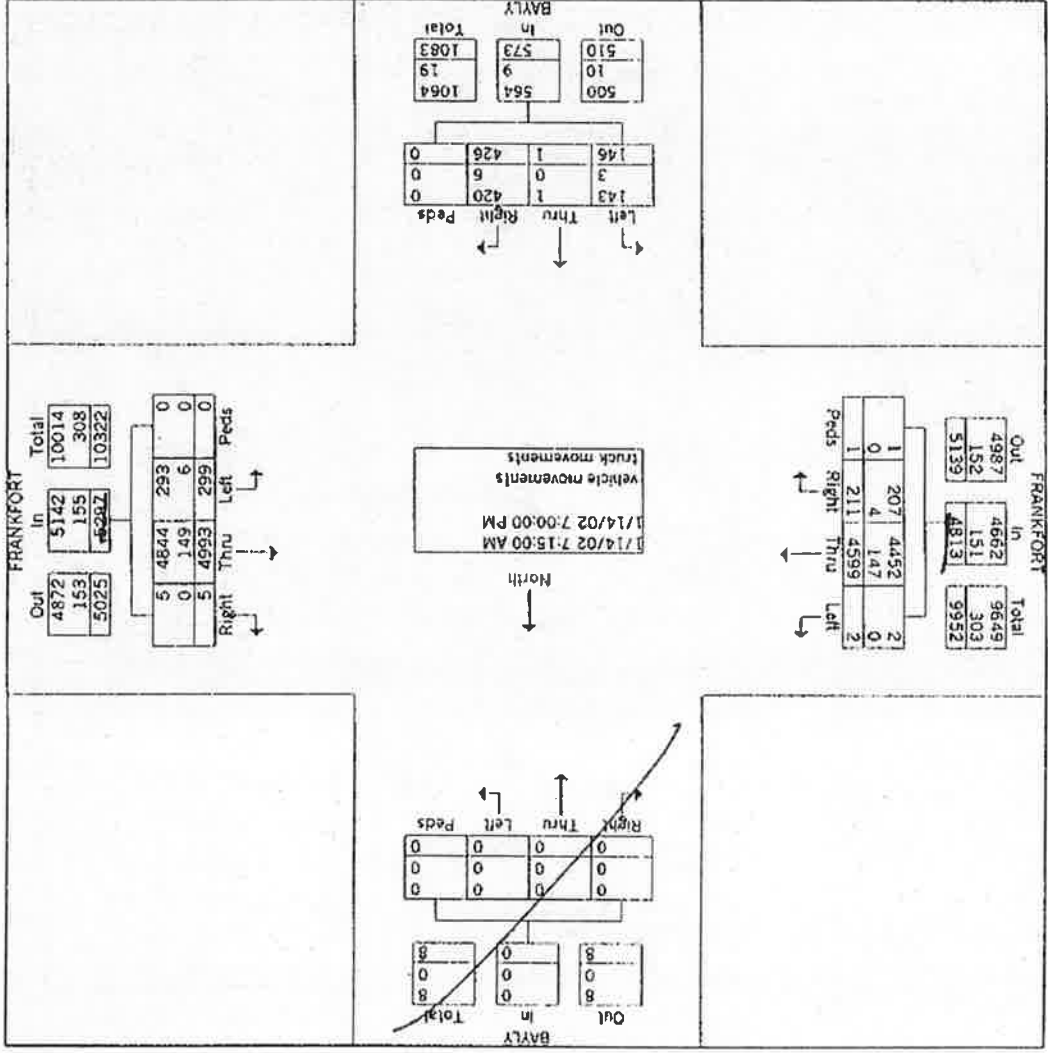 BAYLY
Out In Total
8 0 8
0 0 0
8 0 8
0 0 0 0
0 0 0 0
0 0 0 0
Right Thru Left Peds
FRANKFORT
Out In Total
4987 4662 9649
152 151 303
5139 4813 9952
1 207 4452 2
0 4 147 0
1 211 4599 2
Peds Right Thru Left
North
1/14/02 7:15:00 AM
1/14/02 7:00:00 PM
vehicle movements
truck movements
FRANKFORT
Out In Total
4872 5142 10014
153 155 308
5025 5297 10322
5 4844 293 0
0 149 6 0
5 4993 299 0
Right Thru Left Peds
Left Thru Right Peds
143 1 420 0
3 0 6 0
146 1 426 0
500 564 1064
10 9 19
510 573 1083
Out In Total
BAYLY